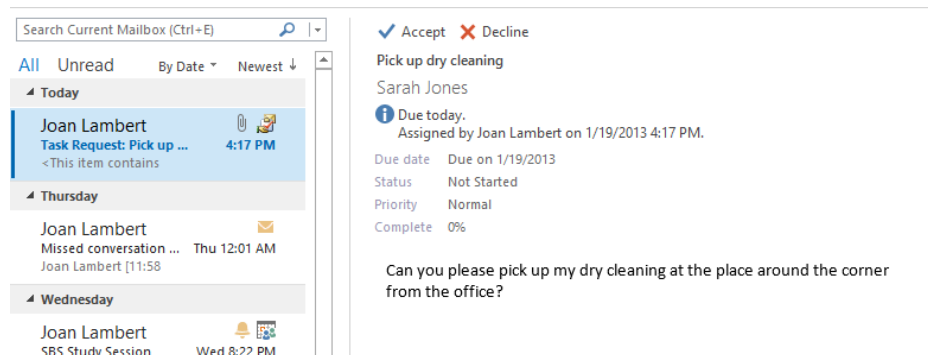 Search Current Mailbox (Ctrl+E)
All Unread By Date Newest
Today
Joan Lambert
Task Request: Pick up ... 4:17 PM
<This item contains
Thursday
Joan Lambert
Missed conversation ... Thu 12:01 AM
Joan Lambert [11:58
Wednesday
Joan Lambert
SBS Study Session Wed 8:22 PM
Accept Decline
Pick up dry cleaning
Sarah Jones
Due today.
Assigned by Joan Lambert on 1/19/2013 4:17 PM.
Due date Due on 1/19/2013
Status Not Started
Priority Normal
Complete 0%
Can you please pick up my dry cleaning at the place around the corner
from the office?